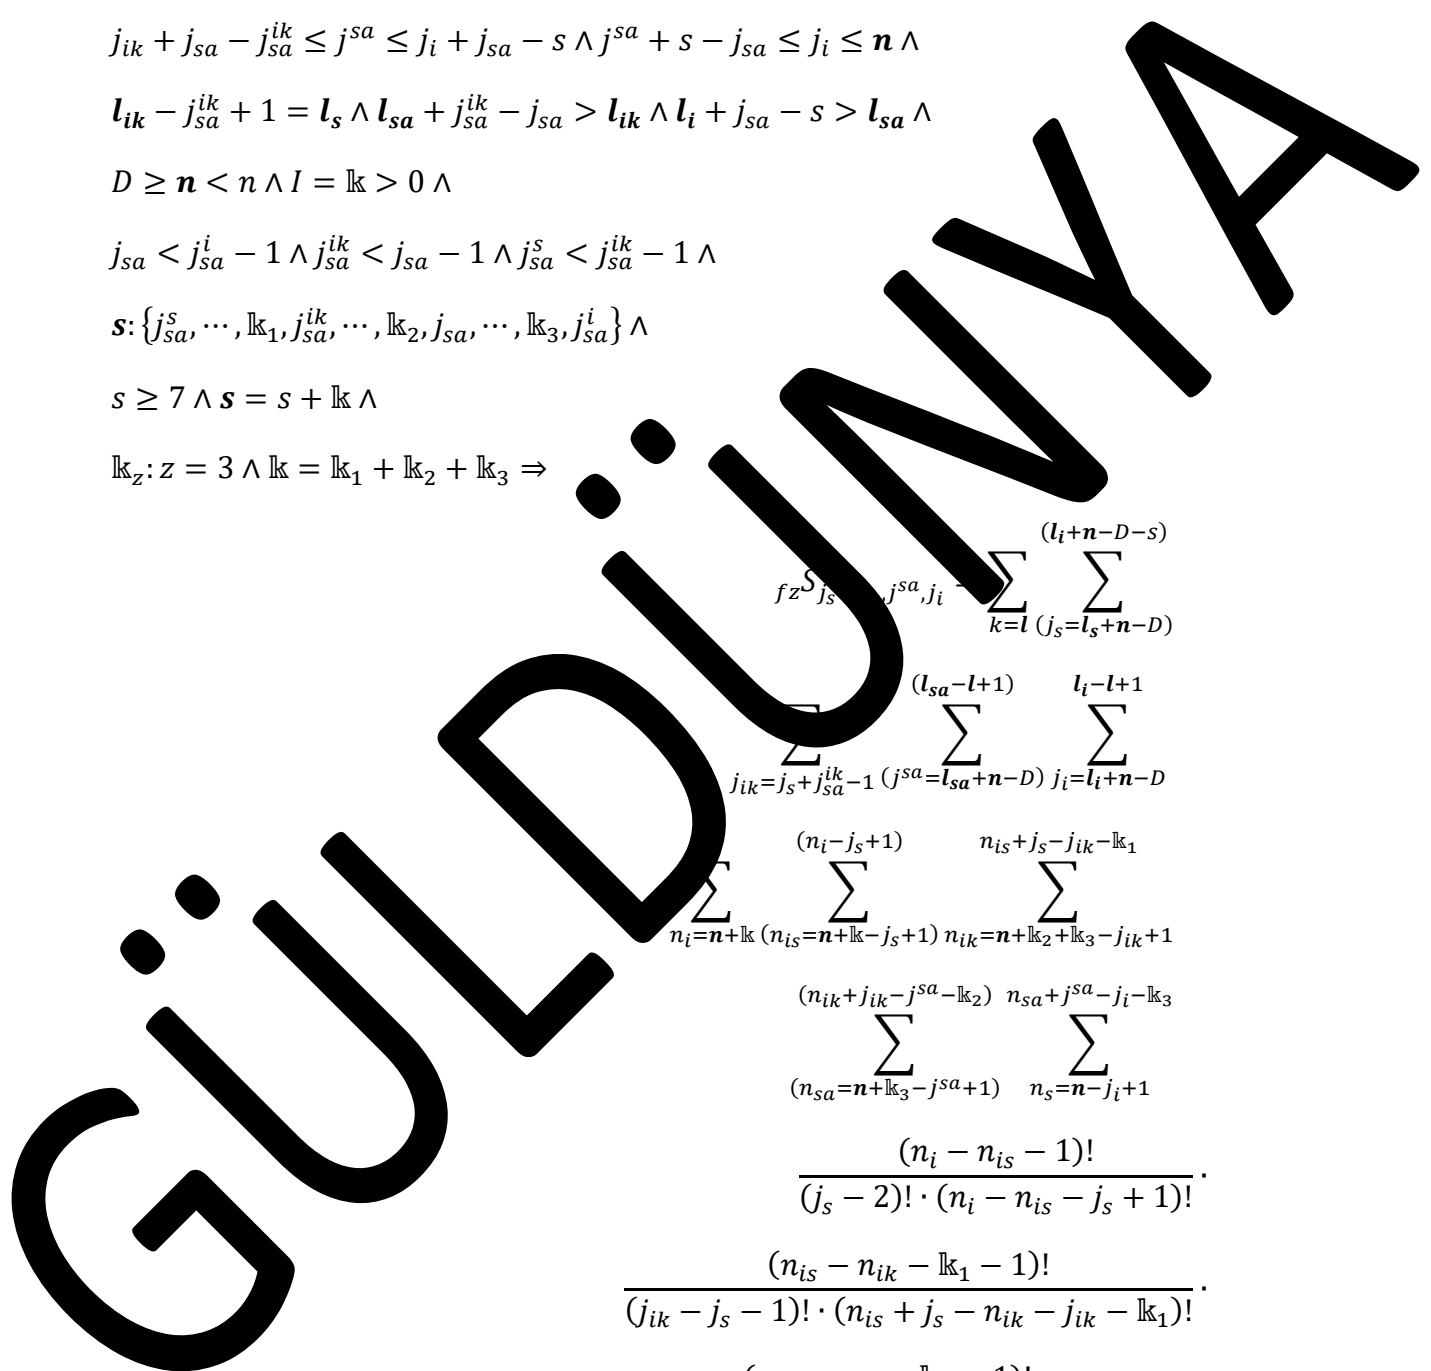 j_{ik} + j_{sa} − j_{sa}^{ik} ≤ j^{sa} ≤ j_i + j_{sa} − s ∧ j^{sa} + s − j_{sa} ≤ j_i ≤ n ∧
l_{ik} − j_{sa}^{ik} + 1 = l_s ∧ l_{sa} + j_{sa}^{ik} − j_{sa} > l_{ik} ∧ l_i + j_{sa} − s > l_{sa} ∧
D ≥ n < n ∧ I = 𝕜 > 0 ∧
j_{sa} < j_{sa}^{i} − 1 ∧ j_{sa}^{ik} < j_{sa} − 1 ∧ j_{sa}^{s} < j_{sa}^{ik} − 1 ∧
s: {j_{sa}^{s}, ⋯, 𝕜_1, j_{sa}^{ik}, ⋯, 𝕜_2, j_{sa}, ⋯, 𝕜_3, j_{sa}^{i}} ∧
s ≥ 7 ∧ s = s + 𝕜 ∧
𝕜_z: z = 3 ∧ 𝕜 = 𝕜_1 + 𝕜_2 + 𝕜_3 ⇒
(l_i+n−D−s)
_{fz}S_{j_s ,j^{sa},j_i} ∑ ∑
k=l (j_s=l_s+n−D)
(l_{sa}−l+1) l_i−l+1
∑ ∑ ∑
j_{ik}=j_s+j_{sa}^{ik}−1 (j^{sa}=l_{sa}+n−D) j_i=l_i+n−D
(n_i−j_s+1) n_{is}+j_s−j_{ik}−𝕜_1
∑ ∑ ∑
n_i=n+𝕜 (n_{is}=n+𝕜−j_s+1) n_{ik}=n+𝕜_2+𝕜_3−j_{ik}+1
(n_{ik}+j_{ik}−j^{sa}−𝕜_2) n_{sa}+j^{sa}−j_i−𝕜_3
∑ ∑
(n_{sa}=n+𝕜_3−j^{sa}+1) n_s=n−j_i+1
(n_i − n_{is} − 1)!
(j_s − 2)! · (n_i − n_{is} − j_s + 1)! ·
(n_{is} − n_{ik} − 𝕜_1 − 1)!
(j_{ik} − j_s − 1)! · (n_{is} + j_s − n_{ik} − j_{ik} − 𝕜_1)! ·
GÜLDÜNYA